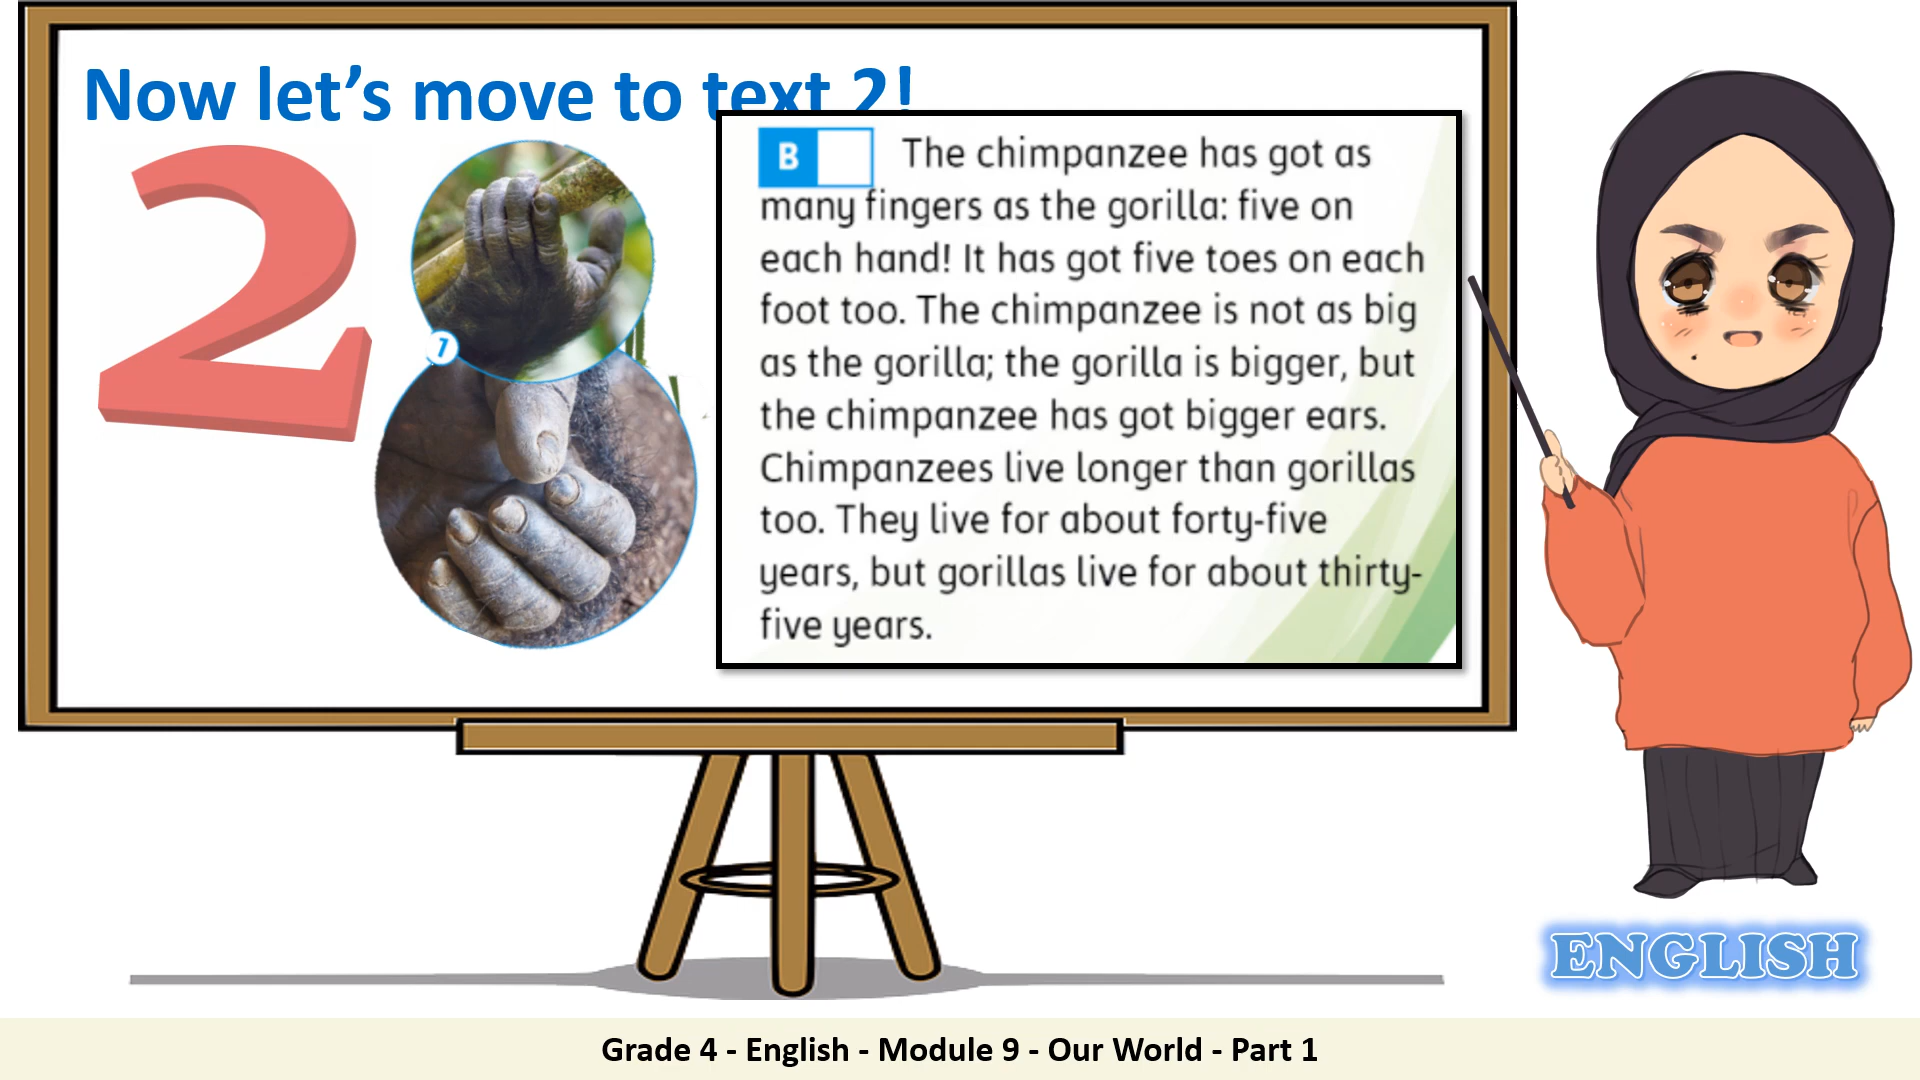 Now let's move to text 2!
2
1
B
The chimpanzee has got as
many fingers as the gorilla: five on
each hand! It has got five toes on each
foot too. The chimpanzee is not as big
as the gorilla; the gorilla is bigger, but
the chimpanzee has got bigger ears.
Chimpanzees live longer than gorillas
too. They live for about forty-five
years, but gorillas live for about thirty-
five years.
ENGLISH
Grade 4 - English - Module 9 - Our World - Part 1